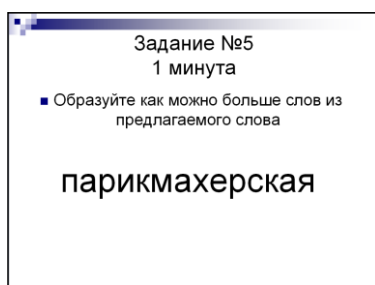 Задание №5
1 минута
Образуйте как можно больше слов из
предлагаемого слова
парикмахерская